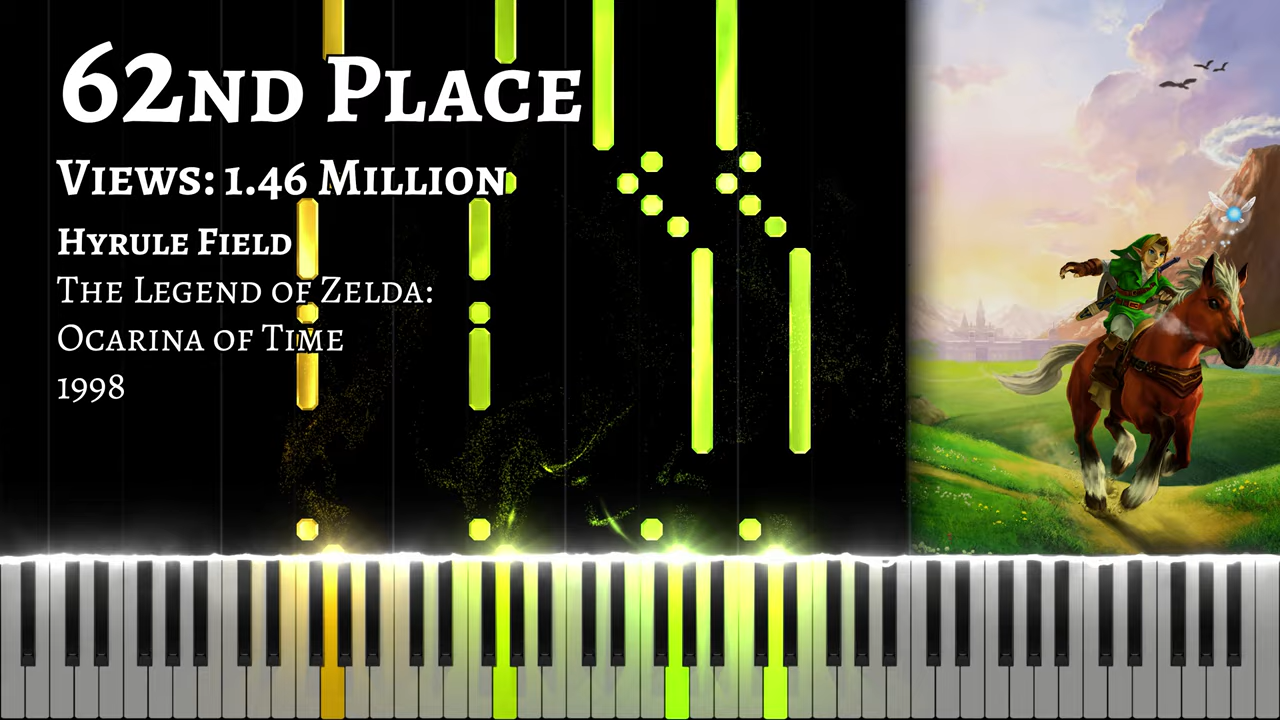 62nd Place
Views: 1.46 Million
Hyrule Field
The Legend of Zelda:
Ocarina of Time
1998